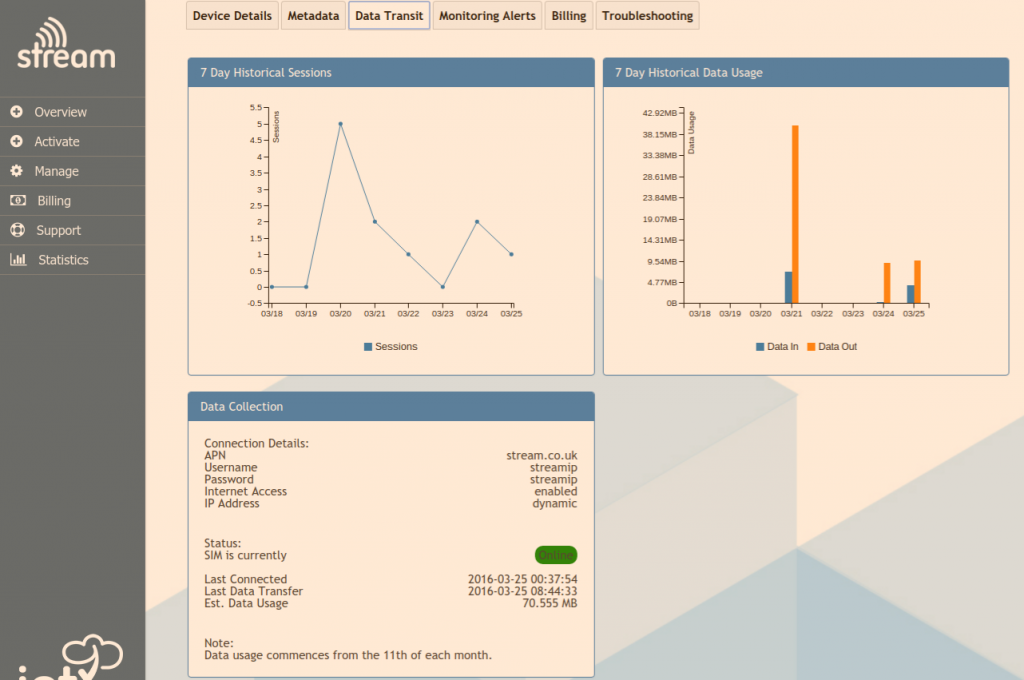 stream
Overview
Activate
Manage
Billing
Support
Statistics
Device Details Metadata Data Transit Monitoring Alerts Billing Troubleshooting
7 Day Historical Sessions
Sessions
5.5
5
4.5
4
3.5
3
2.5
2
1.5
1
0.5
0
-0.5
03/18 03/19 03/20 03/21 03/22 03/23 03/24 03/25
Sessions
7 Day Historical Data Usage
Data Usage
42.92MB
38.15MB
33.38MB
28.61MB
23.84MB
19.07MB
14.31MB
9.54MB
4.77MB
0B
03/18 03/19 03/20 03/21 03/22 03/23 03/24 03/25
Data In Data Out
Data Collection
Connection Details:
APN stream.co.uk
Username streamip
Password streamip
Internet Access enabled
IP Address dynamic
Status:
SIM is currently Online
Last Connected 2016-03-25 00:37:54
Last Data Transfer 2016-03-25 08:44:33
Est. Data Usage 70.555 MB
Note:
Data usage commences from the 11th of each month.